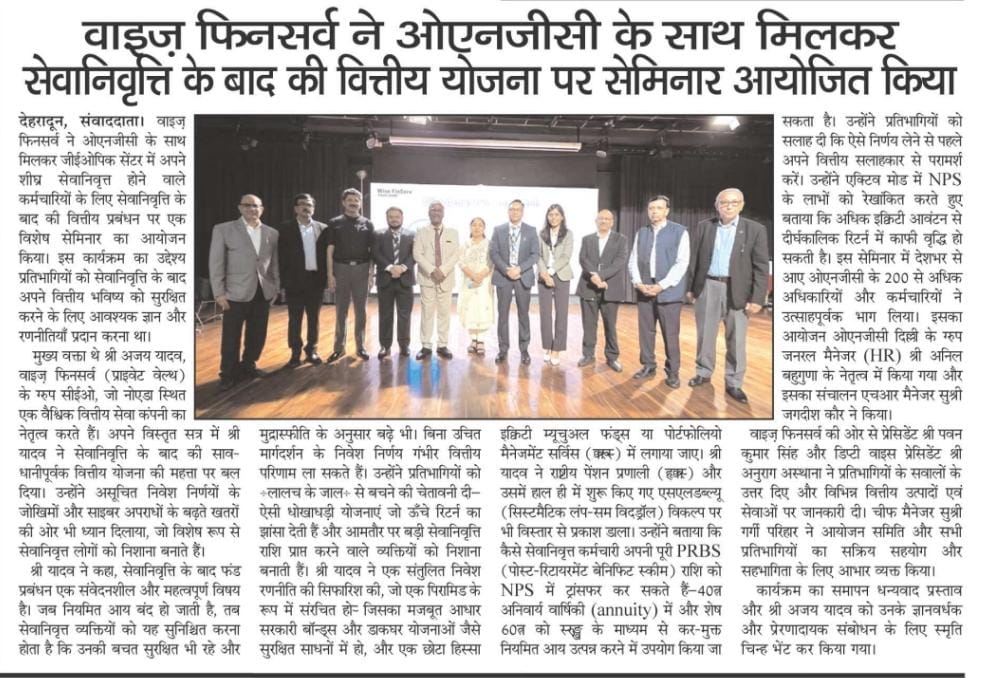 वाइज़ फिनसर्व ने ओएनजीसी के साथ मिलकर
सेवानिवृत्ति के बाद की वित्तीय योजना पर सेमिनार आयोजित किया
देहरादून, संवाददाता। वाइज़
फिनसर्व ने ओएनजीसी के साथ
मिलकर जीईओपिक सेंटर में अपने
शीघ्र सेवानिवृत्त होने वाले
कर्मचारियों के लिए सेवानिवृत्ति के
बाद की वित्तीय प्रबंधन पर एक
विशेष सेमिनार का आयोजन
किया। इस कार्यक्रम का उद्देश्य
प्रतिभागियों को सेवानिवृत्ति के बाद
अपने वित्तीय भविष्य को सुरक्षित
करने के लिए आवश्यक ज्ञान और
रणनीतियाँ प्रदान करना था।
मुख्य वक्ता थे श्री अजय यादव,
वाइज़ फिनसर्व (प्राइवेट वेल्थ)
के ग्रुप सीईओ, जो नोएडा स्थित
एक वैश्विक वित्तीय सेवा कंपनी का
नेतृत्व करते हैं। अपने विस्तृत सत्र में श्री
यादव ने सेवानिवृत्ति के बाद की साव-
धानीपूर्वक वित्तीय योजना की महत्ता पर बल
दिया। उन्होंने असूचित निवेश निर्णयों के
जोखिमों और साइबर अपराधों के बढ़ते खतरों
की ओर भी ध्यान दिलाया, जो विशेष रूप से
सेवानिवृत्त लोगों को निशाना बनाते हैं।
श्री यादव ने कहा, सेवानिवृत्ति के बाद फंड
प्रबंधन एक संवेदनशील और महत्वपूर्ण विषय
है। जब नियमित आय बंद हो जाती है, तब
सेवानिवृत्त व्यक्तियों को यह सुनिश्चित करना
होता है कि उनकी बचत सुरक्षित भी रहे और
Wise FinServ
मुद्रास्फीति के अनुसार बढ़े भी। बिना उचित
मार्गदर्शन के निवेश निर्णय गंभीर वित्तीय
परिणाम ला सकते हैं। उन्होंने प्रतिभागियों को
÷लालच के जाल÷ से बचने की चेतावनी दी–
ऐसी धोखाधड़ी योजनाएं जो ऊँचे रिटर्न का
झांसा देती हैं और आमतौर पर बड़ी सेवानिवृत्ति
राशि प्राप्त करने वाले व्यक्तियों को निशाना
बनाती हैं। श्री यादव ने एक संतुलित निवेश
रणनीति की सिफारिश की, जो एक पिरामिड के
रूप में संरचित हो– जिसका मजबूत आधार
सरकारी बॉन्ड्स और डाकघर योजनाओं जैसे
सुरक्षित साधनों में हो, और एक छोटा हिस्सा
इक्विटी म्यूचुअल फंड्स या पोर्टफोलियो
मैनेजमेंट सर्विस में लगाया जाए। श्री
यादव ने राष्ट्रीय पेंशन प्रणाली और
उसमें हाल ही में शुरू किए गए एसएलडब्ल्यू
(सिस्टमैटिक लंप-सम विदड्रॉल) विकल्प पर
भी विस्तार से प्रकाश डाला। उन्होंने बताया कि
कैसे सेवानिवृत्त कर्मचारी अपनी पूरी PRBS
(पोस्ट-रिटायरमेंट बेनिफिट स्कीम) राशि को
NPS में ट्रांसफर कर सकते हैं–40त्न
अनिवार्य वार्षिकी (annuity) में और शेष
60त्न को के माध्यम से कर-मुक्त
नियमित आय उत्पन्न करने में उपयोग किया जा
सकता है। उन्होंने प्रतिभागियों को
सलाह दी कि ऐसे निर्णय लेने से पहले
अपने वित्तीय सलाहकार से परामर्श
करें। उन्होंने एक्टिव मोड में NPS
के लाभों को रेखांकित करते हुए
बताया कि अधिक इक्विटी आवंटन से
दीर्घकालिक रिटर्न में काफी वृद्धि हो
सकती है। इस सेमिनार में देशभर से
आए ओएनजीसी के 200 से अधिक
अधिकारियों और कर्मचारियों ने
उत्साहपूर्वक भाग लिया। इसका
आयोजन ओएनजीसी दिल्ली के ग्रुप
जनरल मैनेजर (HR) श्री अनिल
बहुगुणा के नेतृत्व में किया गया और
इसका संचालन एचआर मैनेजर सुश्री
जगदीश कौर ने किया।
वाइज़ फिनसर्व की ओर से प्रेसिडेंट श्री पवन
कुमार सिंह और डिप्टी वाइस प्रेसिडेंट श्री
अनुराग अस्थाना ने प्रतिभागियों के सवालों के
उत्तर दिए और विभिन्न वित्तीय उत्पादों एवं
सेवाओं पर जानकारी दी। चीफ मैनेजर सुश्री
गर्गी परिहार ने आयोजन समिति और सभी
प्रतिभागियों का सक्रिय सहयोग और
सहभागिता के लिए आभार व्यक्त किया।
कार्यक्रम का समापन धन्यवाद प्रस्ताव
और श्री अजय यादव को उनके ज्ञानवर्धक
और प्रेरणादायक संबोधन के लिए स्मृति
चिन्ह भेंट कर किया गया।